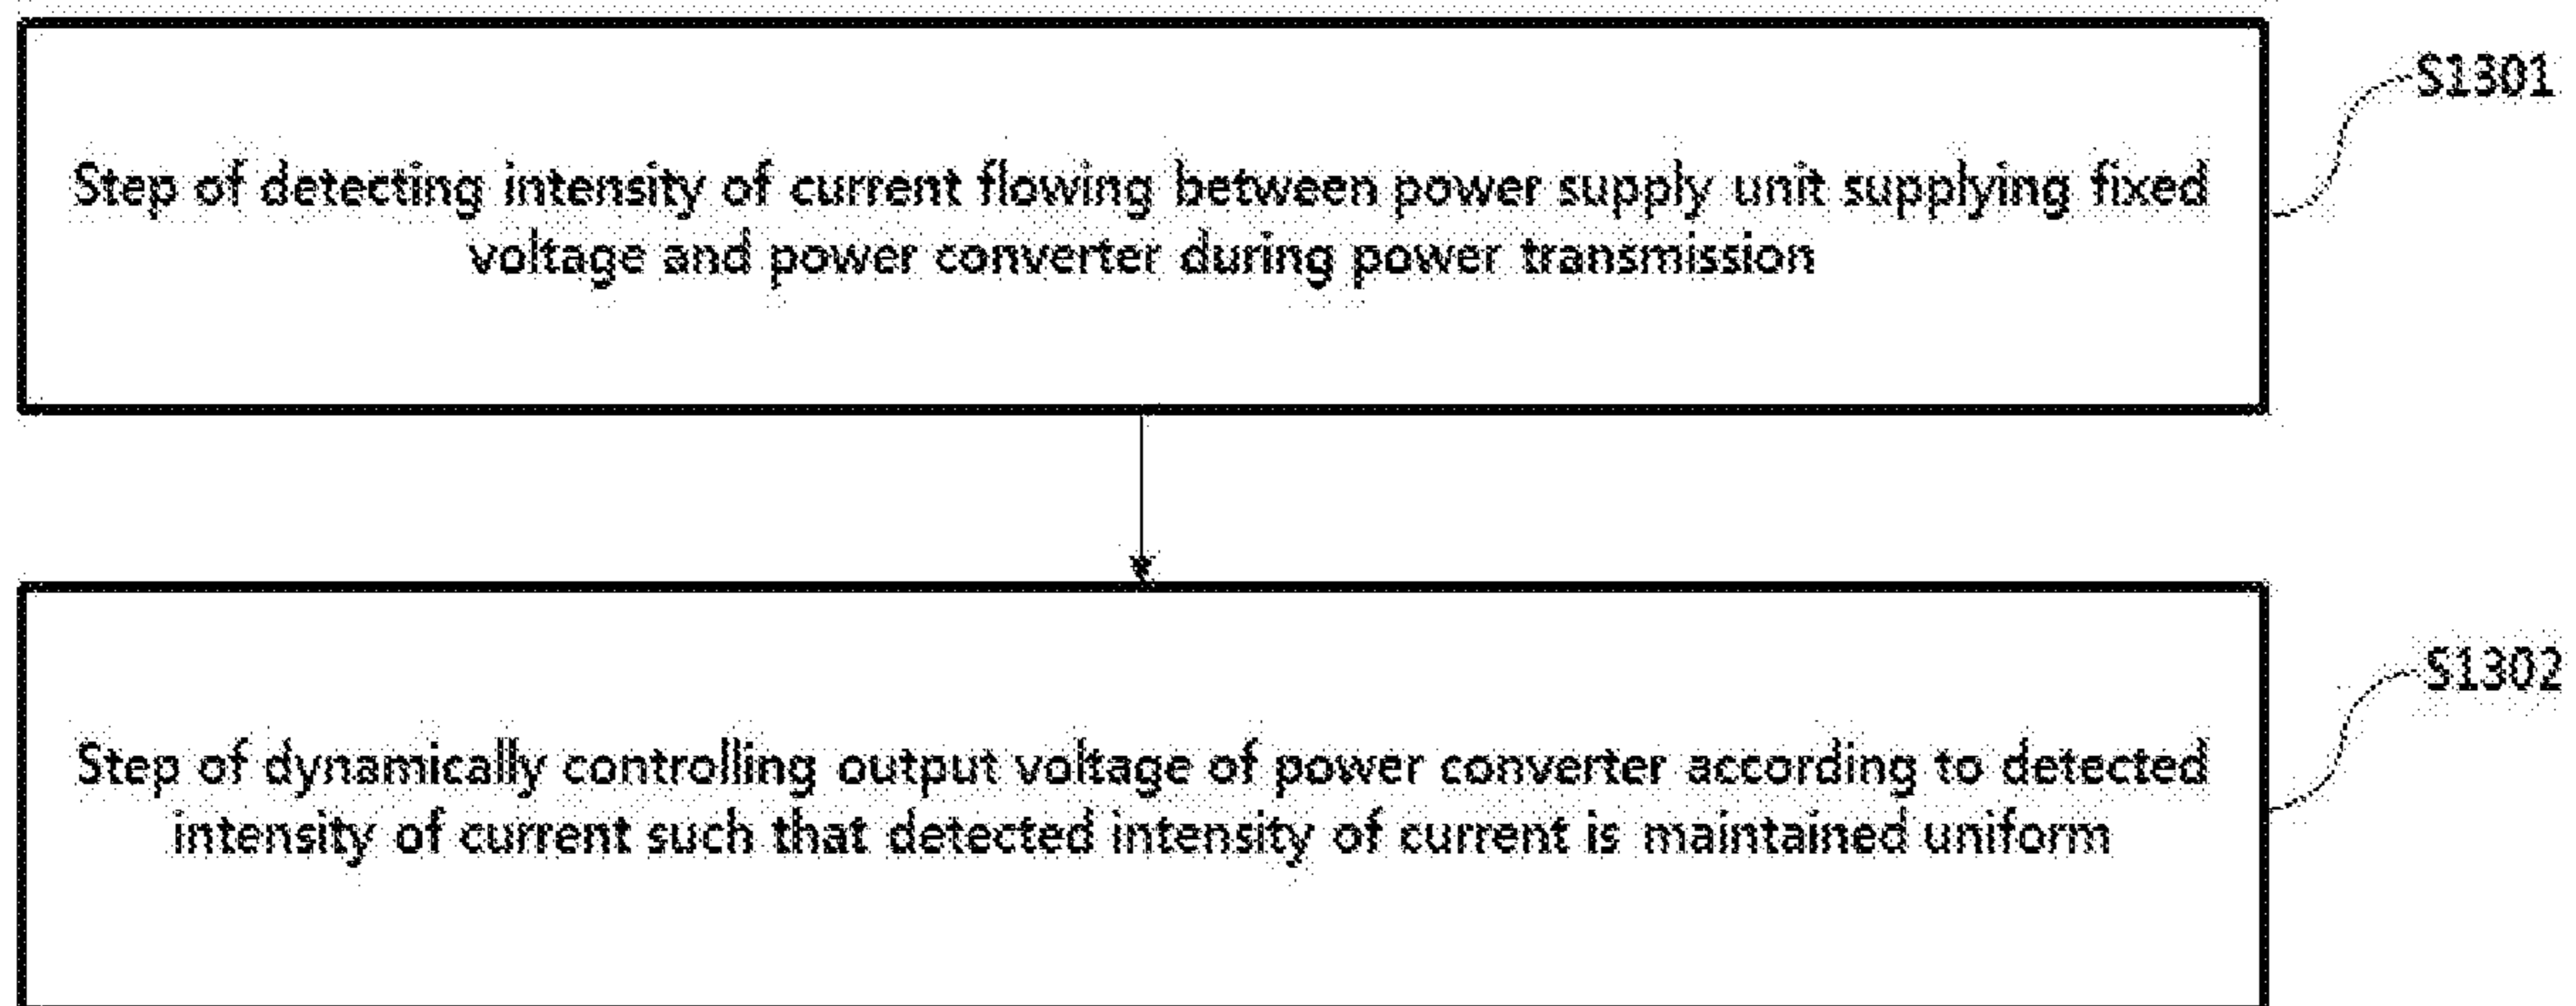 S1301
Step of detecting intensity of current flowing between power supply unit supplying fixed
voltage and power converter during power transmission
S1302
Step of dynamically controlling output voltage of power converter according to detected
intensity of current such that detected intensity of current is maintained uniform